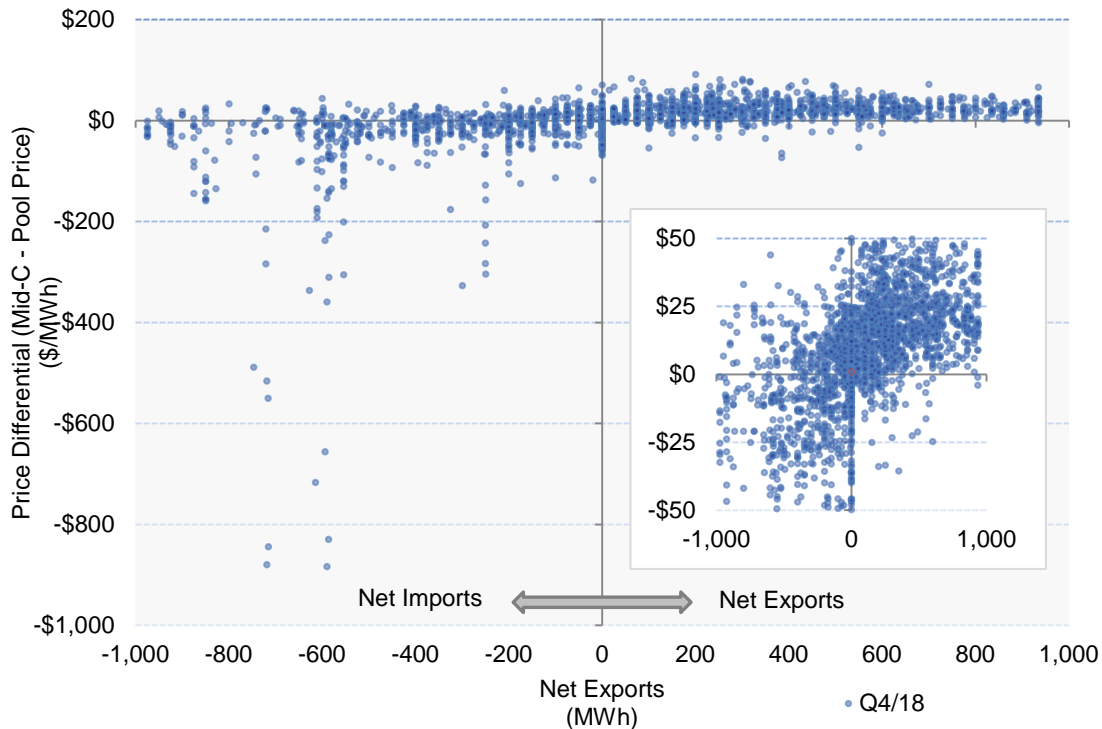 $200
$0
-$200
-$400
-$600
-$800
-$1,000
Price Differential (Mid-C - Pool Price)
($/MWh)
$50
$25
$0
-$25
-$50
-1,000 0 1,000
Net Imports Net Exports
-1,000 -800 -600 -400 -200 0 200 400 600 800 1,000
Net Exports
(MWh)
Q4/18